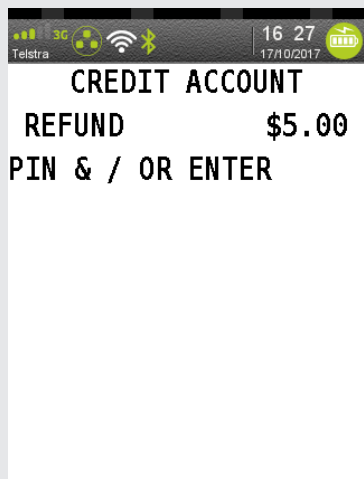 3G
16 27
Telstra
17/10/2017
CREDIT ACCOUNT
REFUND $5.00
PIN & / OR ENTER